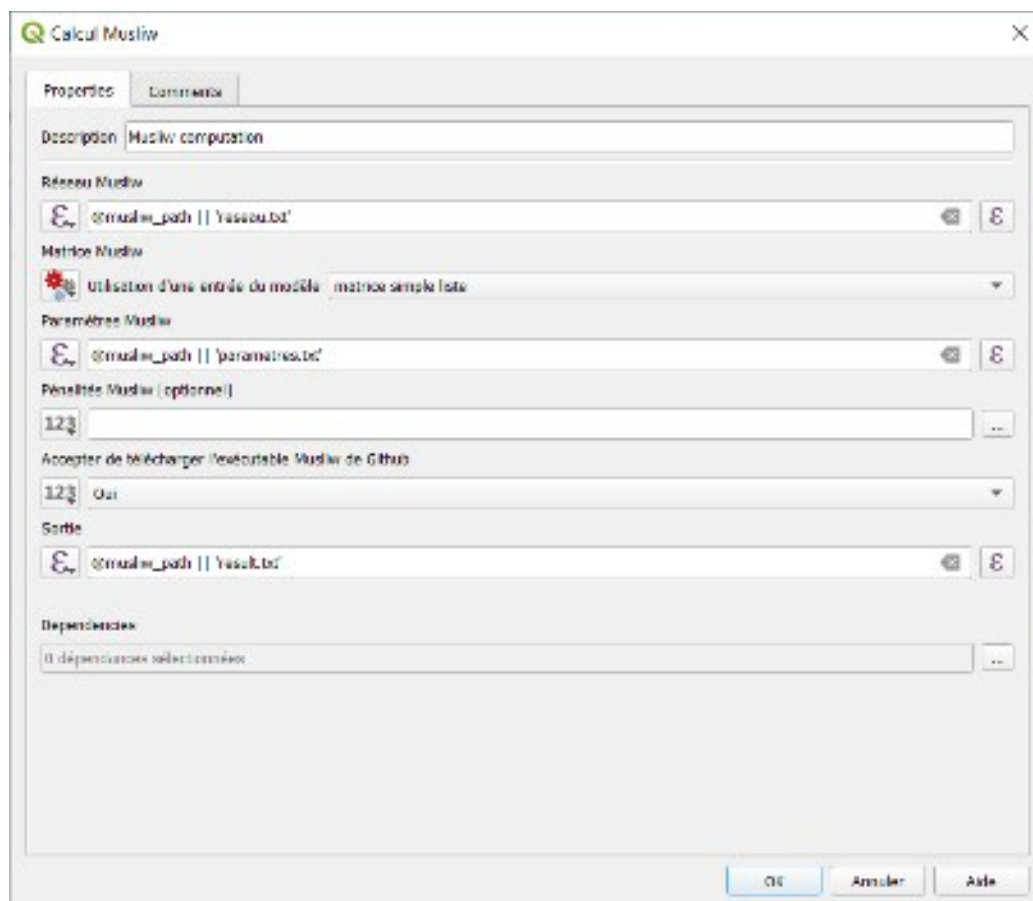 Calcul Musliw
Properties Comments
Description Musliw computation
Réseau Musliw
@musliw_path || 'reseau.txt'
Matrice Musliw
Utilisation d'une entrée du modèle matrice simple liste
Paramètres Musliw
@musliw_path || 'parametres.txt'
Pénalités Musliw [optionnel]
123
...
Accepter de télécharger l'exécutable Musliw de Github
123 Oui
Sortie
@musliw_path || 'result.txt'
Dependencies
0 dépendances sélectionnées
...
OK Annuler Aide